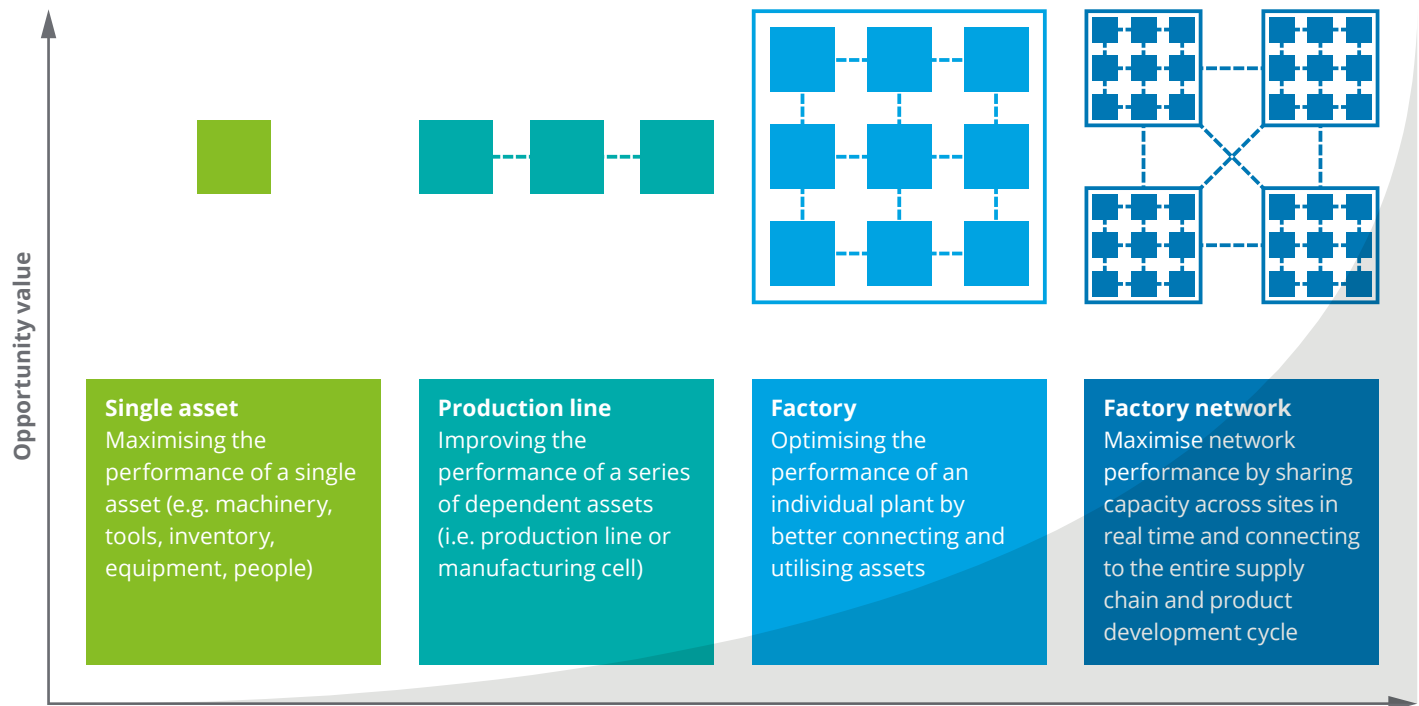 Opportunity value
Single asset
Maximising the
performance of a single
asset (e.g. machinery,
tools, inventory,
equipment, people)
Production line
Improving the
performance of a series
of dependent assets
(i.e. production line or
manufacturing cell)
Factory
Optimising the
performance of an
individual plant by
better connecting and
utilising assets
Factory network
Maximise network
performance by sharing
capacity across sites in
real time and connecting
to the entire supply
chain and product
development cycle